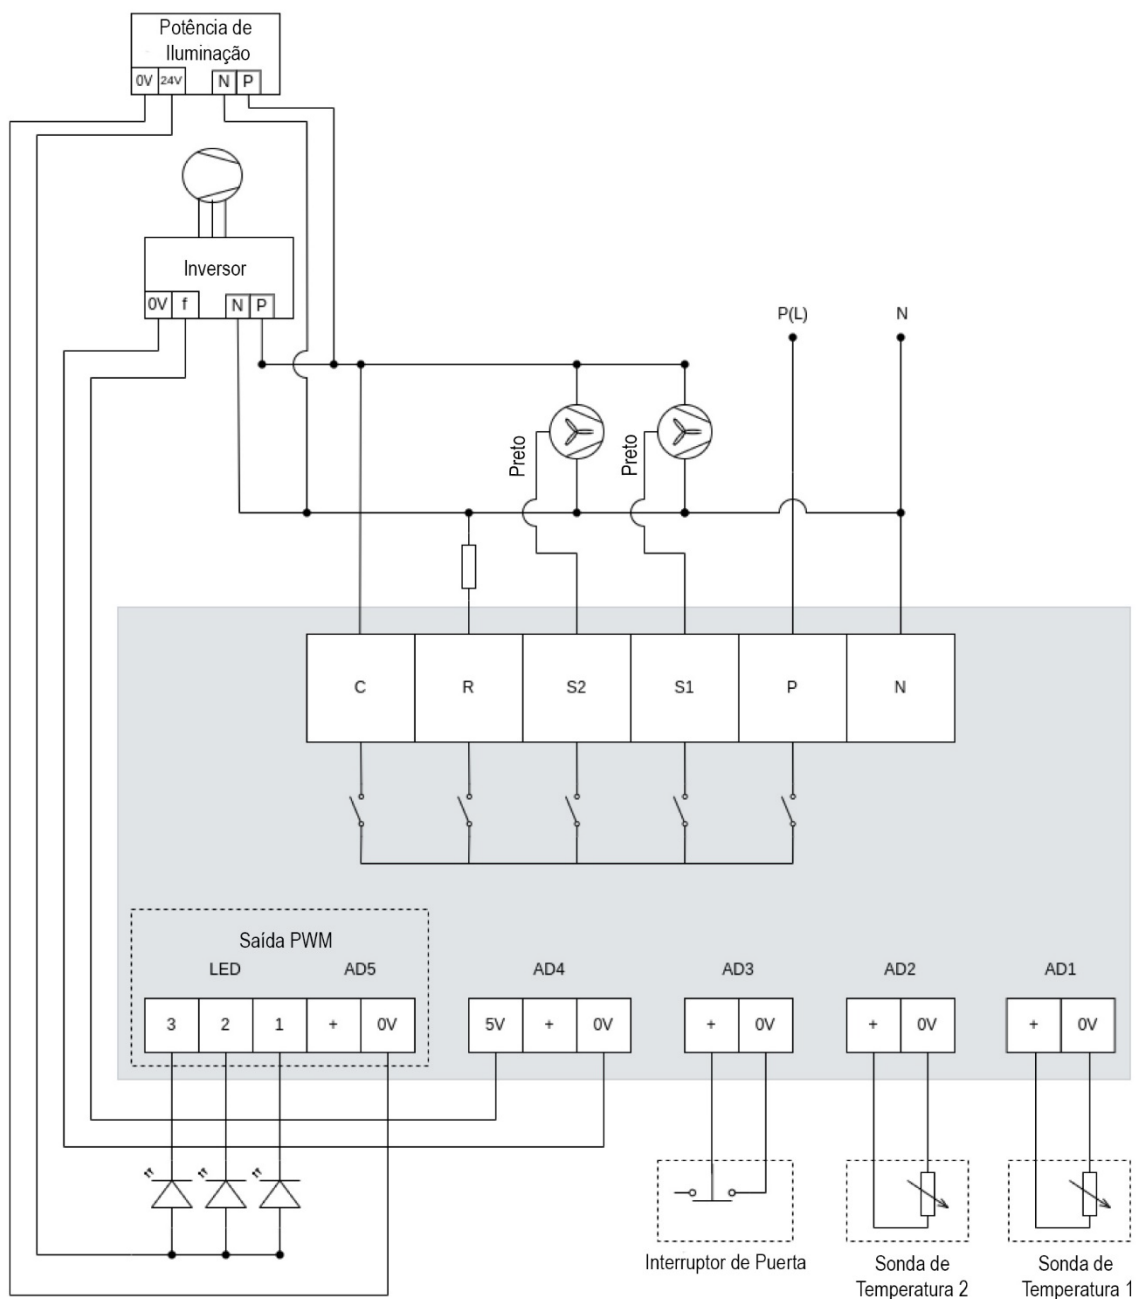 Potência de
Iluminação
0V 24V N P
Inversor
0V f N P
P(L) N
Preto Preto
C R S2 S1 P N
Saída PWM
LED AD5 AD4 AD3 AD2 AD1
3 2 1 + 0V 5V + 0V + 0V + 0V + 0V
Interruptor de Puerta
Sonda de
Temperatura 2
Sonda de
Temperatura 1